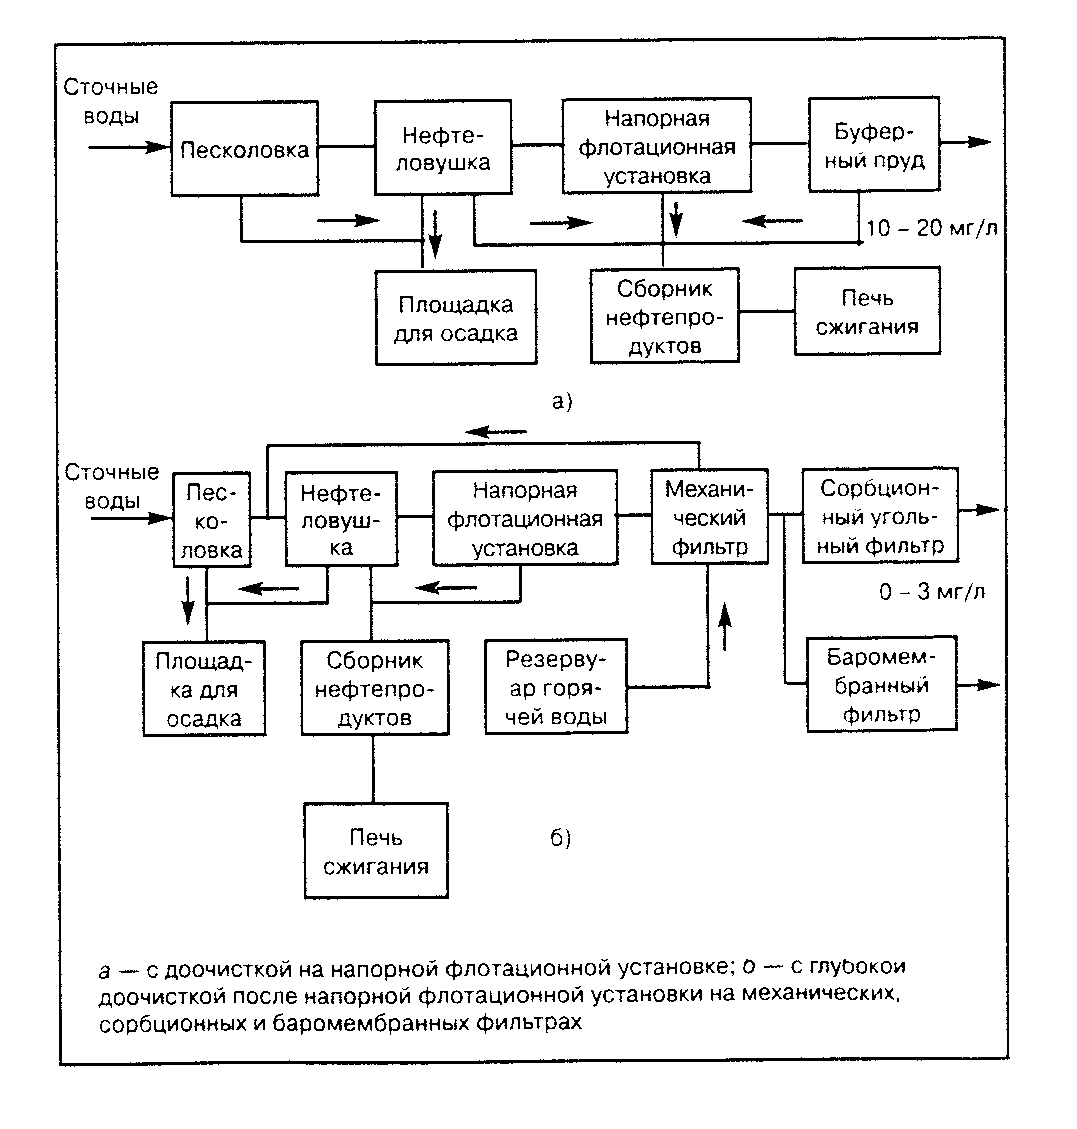 Сточные
воды
Песколовка
Нефте-
ловушка
Напорная
флотационная
установка
Буфер-
ный пруд
10 – 20 мг/л
Площадка
для осадка
Сборник
нефтепро-
дуктов
Печь
сжигания
а)
Сточные
воды
Пес-
ко-
ловка
Нефте-
ловуш-
ка
Напорная
флотационная
установка
Механи-
ческий
фильтр
Сорбцион-
ный уголь-
ный фильтр
0 – 3 мг/л
Площад-
ка для
осадка
Сборник
нефтепро-
дуктов
Резерву-
ар горя-
чей воды
Баромем-
бранный
фильтр
Печь
сжигания
б)
а — с доочисткой на напорной флотационной установке; б — с глубокой
доочисткой после напорной флотационной установки на механических,
сорбционных и баромембранных фильтрах